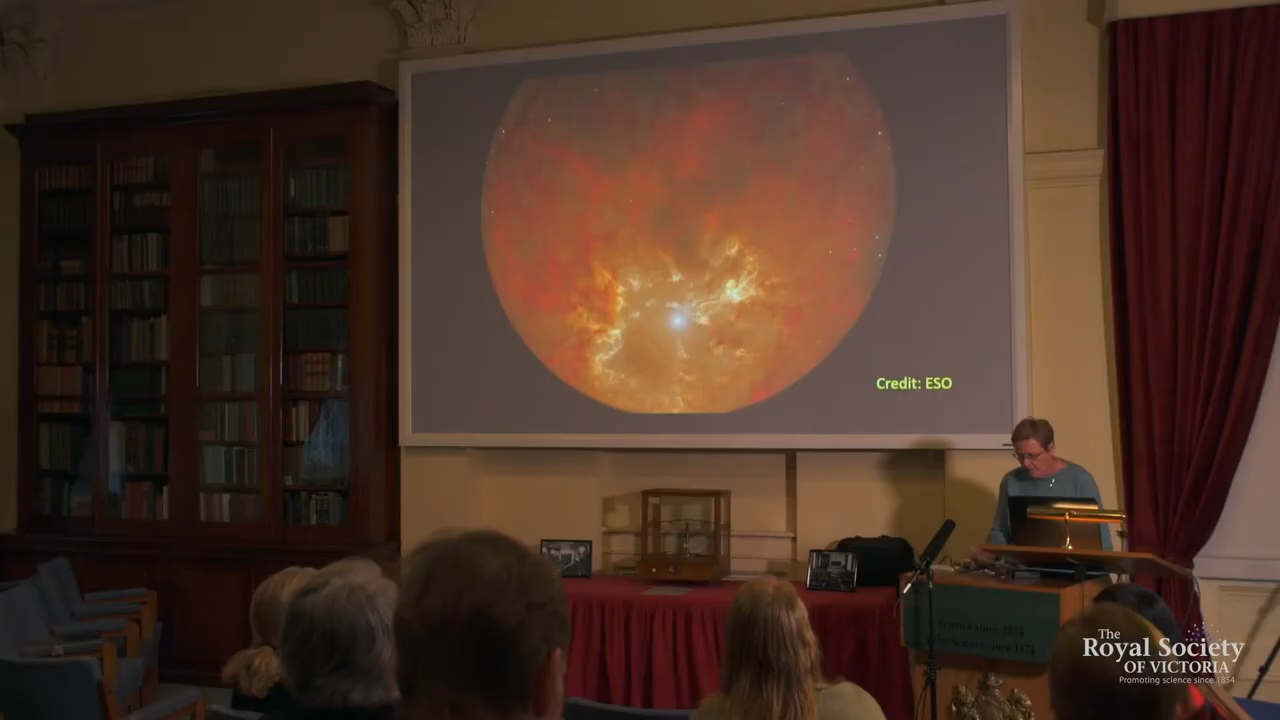 Credit: ESO
The
Royal Society
OF VICTORIA
Promoting science since 1854